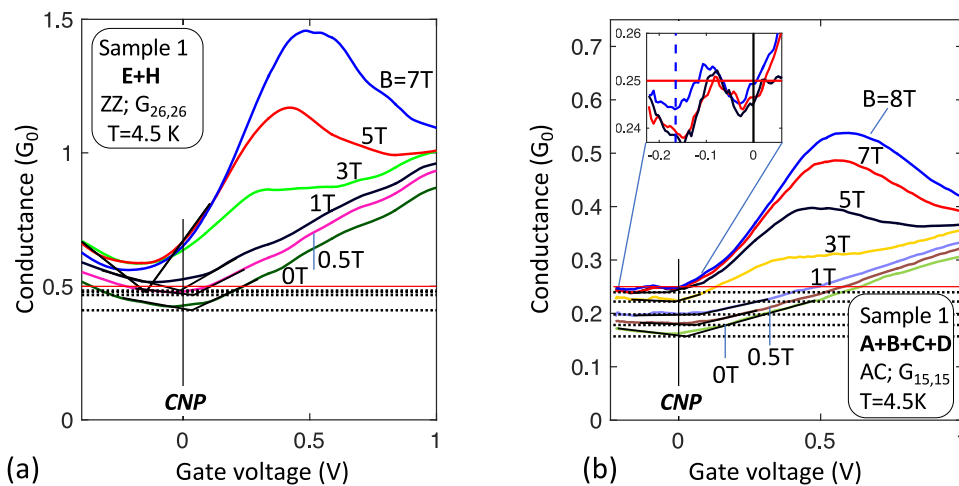 1.5
1
0.5
0
Conductance (G0)
Sample 1
E+H
ZZ; G26,26
T=4.5 K
B=7T
5T
3T
1T
0.5T
0T
CNP
0
0.5
1
Gate voltage (V)
(a)
0.7
0.6
0.5
0.4
0.3
0.2
0.1
0
Conductance (G0)
0.26
0.25
0.24
-0.2
-0.1
0
0.26
B=8T
7T
5T
3T
1T
0.5T
0T
Sample 1
A+B+C+D
AC; G15,15
T=4.5K
CNP
0
0.5
1
Gate voltage (V)
(b)